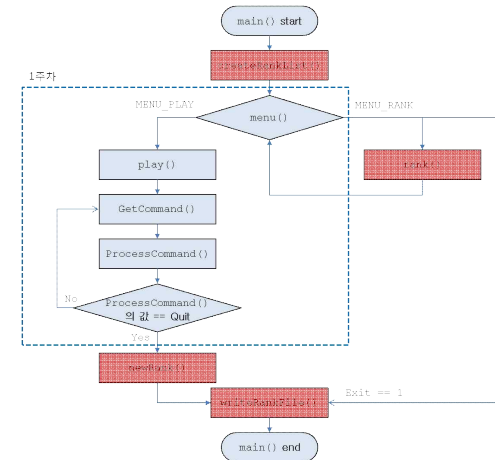 main() start
createRankList()
1주차
MENU_PLAY
menu()
MENU_RANK
play()
rank()
GetCommand()
ProcessCommand()
No
ProcessCommand()
의 값 == Quit
Yes
newRank()
Exit == 1
writeRankFile()
main() end